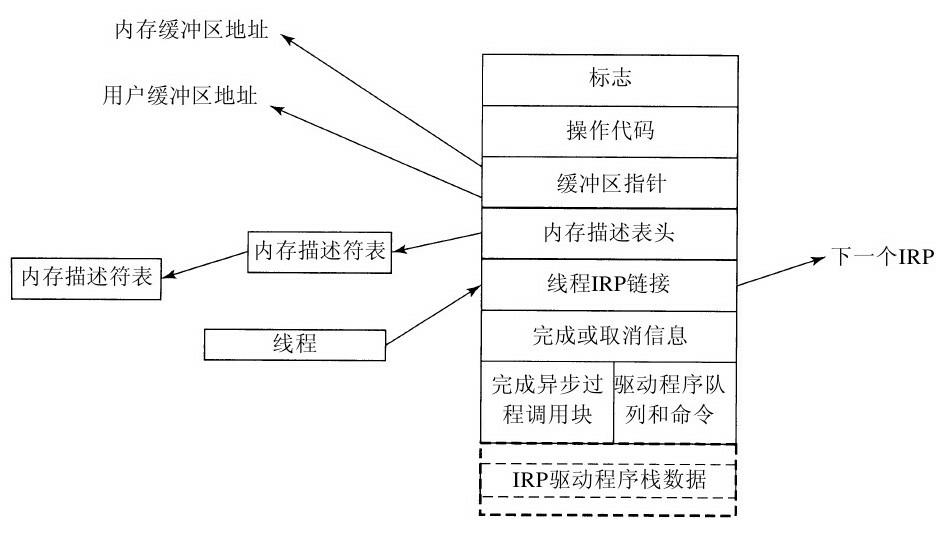 内存缓冲区地址
用户缓冲区地址
标志
操作代码
缓冲区指针
内存描述表头
内存描述符表
内存描述符表
线程IRP链接
下一个IRP
线程
完成或取消信息
完成异步过
程调用块
驱动程序队
列和命令
IRP驱动程序栈数据